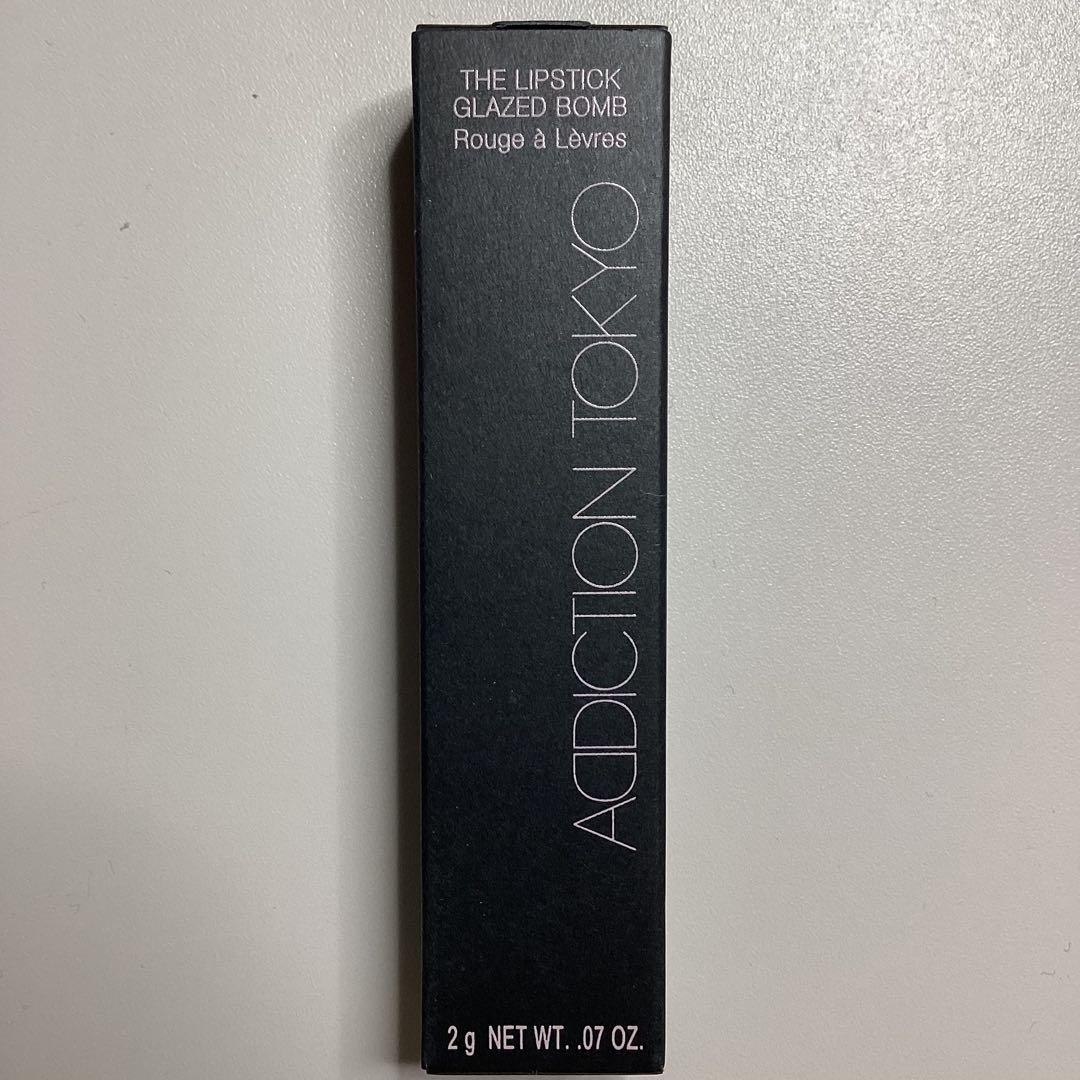 THE LIPSTICK
GLAZED BOMB
Rouge à Lèvres
ADDICTION TOKYO
2 g NET WT. .07 OZ.